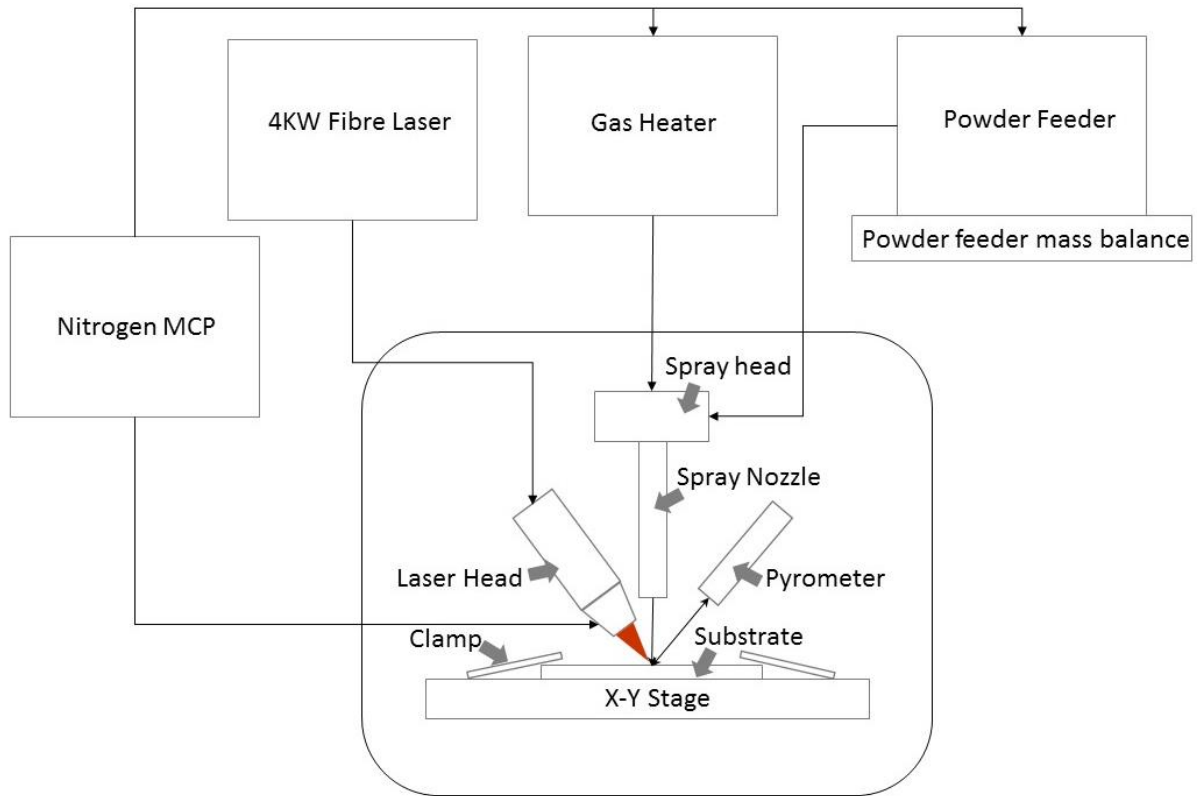 4KW Fibre Laser
Gas Heater
Powder Feeder
Powder feeder mass balance
Nitrogen MCP
Spray head
Spray Nozzle
Laser Head
Pyrometer
Clamp
Substrate
X-Y Stage